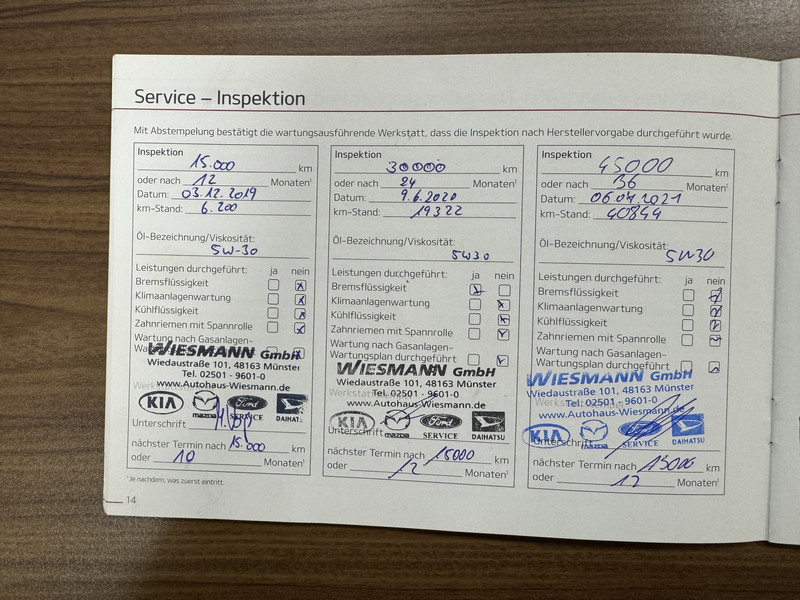 Service – Inspektion
Mit Abstempelung bestätigt die wartungsausführende Werkstatt, dass die Inspektion nach Herstellervorgabe durchgeführt wurde.
Inspektion
15.000 km
oder nach 12 Monaten¹
Datum: 03.12.2019
km-Stand: 6.200
Öl-Bezeichnung/Viskosität:
5W-30
Leistungen durchgeführt: ja nein
Bremsflüssigkeit
Klimaanlagenwartung
Kühlflüssigkeit
Zahnriemen mit Spannrolle
Wartung nach Gasanlagen-
WIESMANN GmbH
Wiedaustraße 101, 48163 Münster
Tel. 02501 - 9601-0
www.Autohaus-Wiesmann.de
KIA mazda Ford DAIHATSU
SERVICE
Unterschrift
nächster Termin nach 15.000 km
oder 10 Monaten¹
Inspektion
30000 km
oder nach 24 Monaten¹
Datum: 9.6.2020
km-Stand: 19322
Öl-Bezeichnung/Viskosität:
5W30
Leistungen durchgeführt: ja nein
Bremsflüssigkeit
Klimaanlagenwartung
Kühlflüssigkeit
Zahnriemen mit Spannrolle
Wartung nach Gasanlagen-
Wartungsplan durchgeführt
WIESMANN GmbH
Wiedaustraße 101, 48163 Münster
Tel. 02501 - 9601-0
www.Autohaus-Wiesmann.de
KIA mazda Ford DAIHATSU
SERVICE
Unterschrift
nächster Termin nach 15000 km
oder 12 Monaten¹
Inspektion
45000 km
oder nach 36 Monaten¹
Datum: 06.04.2021
km-Stand: 40844
Öl-Bezeichnung/Viskosität:
5W30
Leistungen durchgeführt: ja nein
Bremsflüssigkeit
Klimaanlagenwartung
Kühlflüssigkeit
Zahnriemen mit Spannrolle
Wartung nach Gasanlagen-
Wartungsplan durchgeführt
WIESMANN GmbH
Wiedaustraße 101, 48163 Münster
Tel. 02501 - 9601-0
www.Autohaus-Wiesmann.de
KIA mazda SERVICE DAIHATSU
Unterschrift
nächster Termin nach 15000 km
oder 12 Monaten¹
¹Je nachdem, was zuerst eintritt.
14